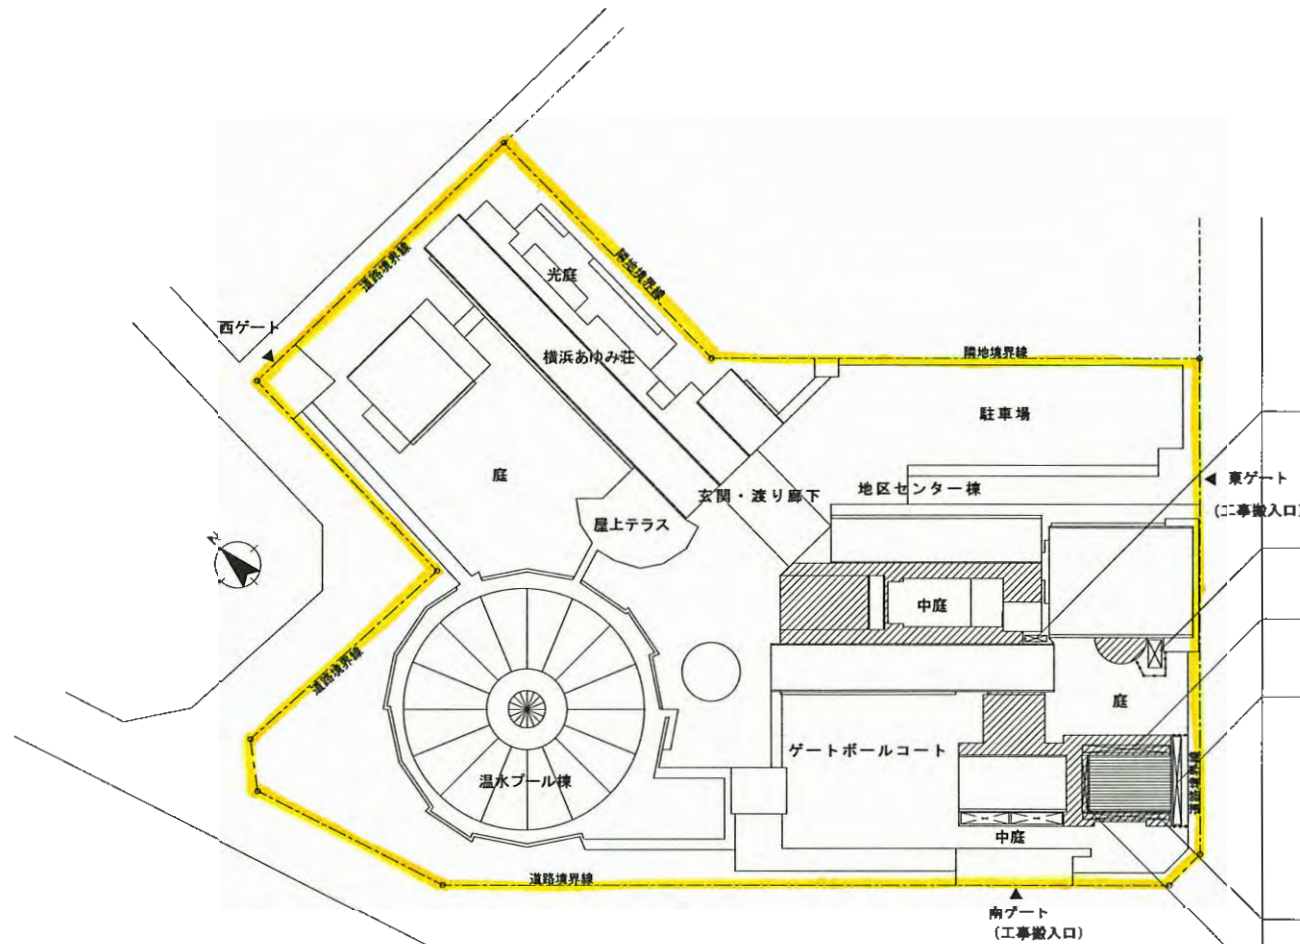 道路境界線
隣地境界線
光庭
西ゲート
横浜あゆみ荘
隣地境界線
駐車場
庭
玄関・渡り廊下
地区センター棟
東ゲート
(工事搬入口)
屋上テラス
N
中庭
道路境界線
庭
ゲートボールコート
温水プール棟
道路境界線
中庭
道路境界線
南ゲート
(工事搬入口)